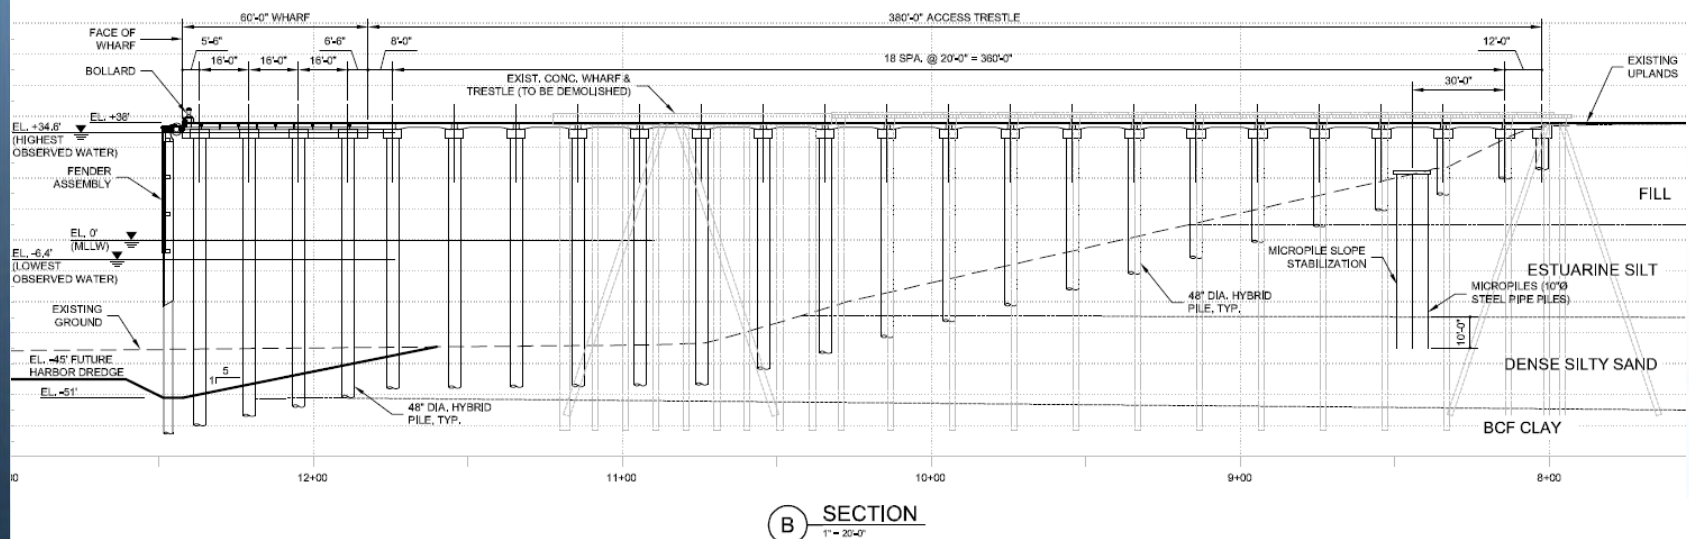 60'-0" WHARF
380'-0" ACCESS TRESTLE
FACE OF
WHARF
5'-6"
6'-6"
8'-0"
12'-0"
16'-0"
16'-0"
16'-0"
18 SPA. @ 20'-0" = 360'-0"
BOLLARD
EXIST. CONC. WHARF &
TRESTLE (TO BE DEMOLISHED)
30'-0"
EXISTING
UPLANDS
EL. +38'
EL. +34.6'
(HIGHEST
OBSERVED WATER)
FENDER
ASSEMBLY
FILL
EL. 0'
(MLLW)
EL. -6.4'
(LOWEST
OBSERVED WATER)
MICROPILE SLOPE
STABILIZATION
ESTUARINE SILT
MICROPILES (10"Ø
STEEL PIPE PILES)
48" DIA. HYBRID
PILE, TYP.
EXISTING
GROUND
10'-0"
EL. -45' FUTURE
HARBOR DREDGE
5
1
DENSE SILTY SAND
EL. -51'
48" DIA. HYBRID
PILE, TYP.
BCF CLAY
12+00
11+00
10+00
9+00
8+00
B
SECTION
1" = 20'-0"